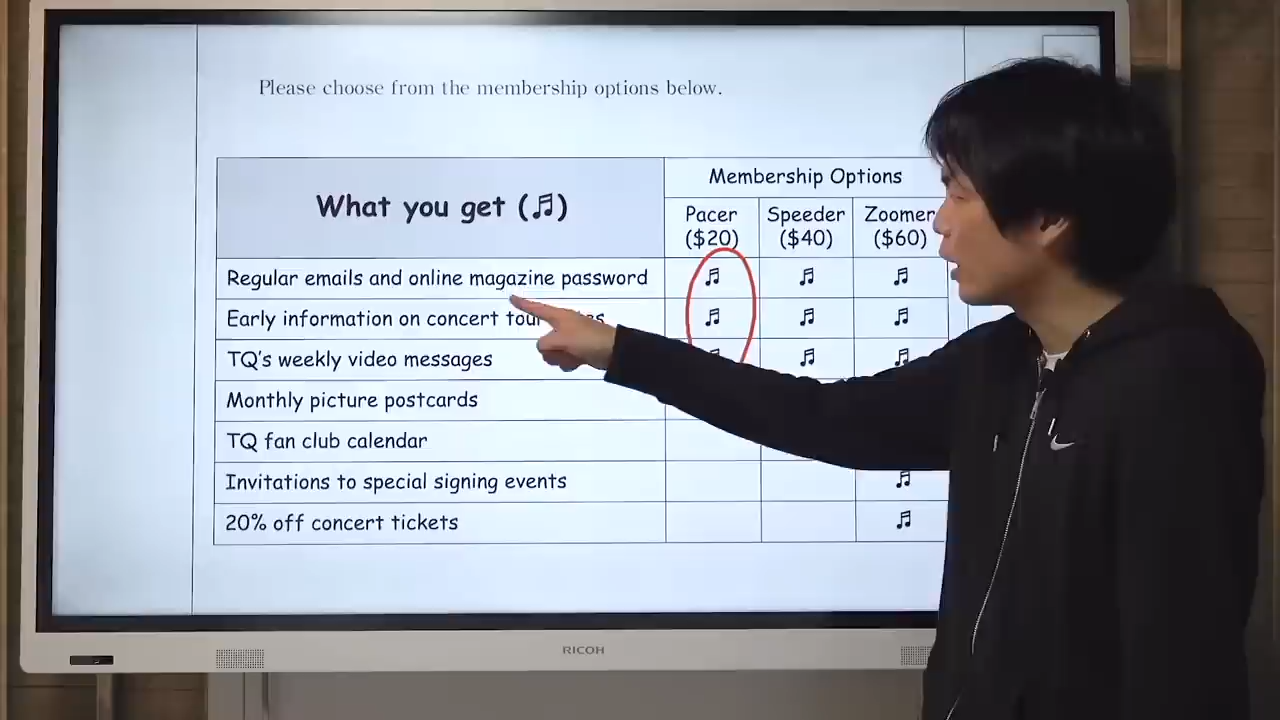 Please choose from the membership options below.
What you get (♫)
Membership Options
Pacer ($20)
Speeder ($40)
Zoomer ($60)
Regular emails and online magazine password ♫ ♫ ♫
Early information on concert tour ♫ ♫ ♫
TQ's weekly video messages ♫ ♫ ♫
Monthly picture postcards
TQ fan club calendar
Invitations to special signing events ♫
20% off concert tickets ♫
RICOH